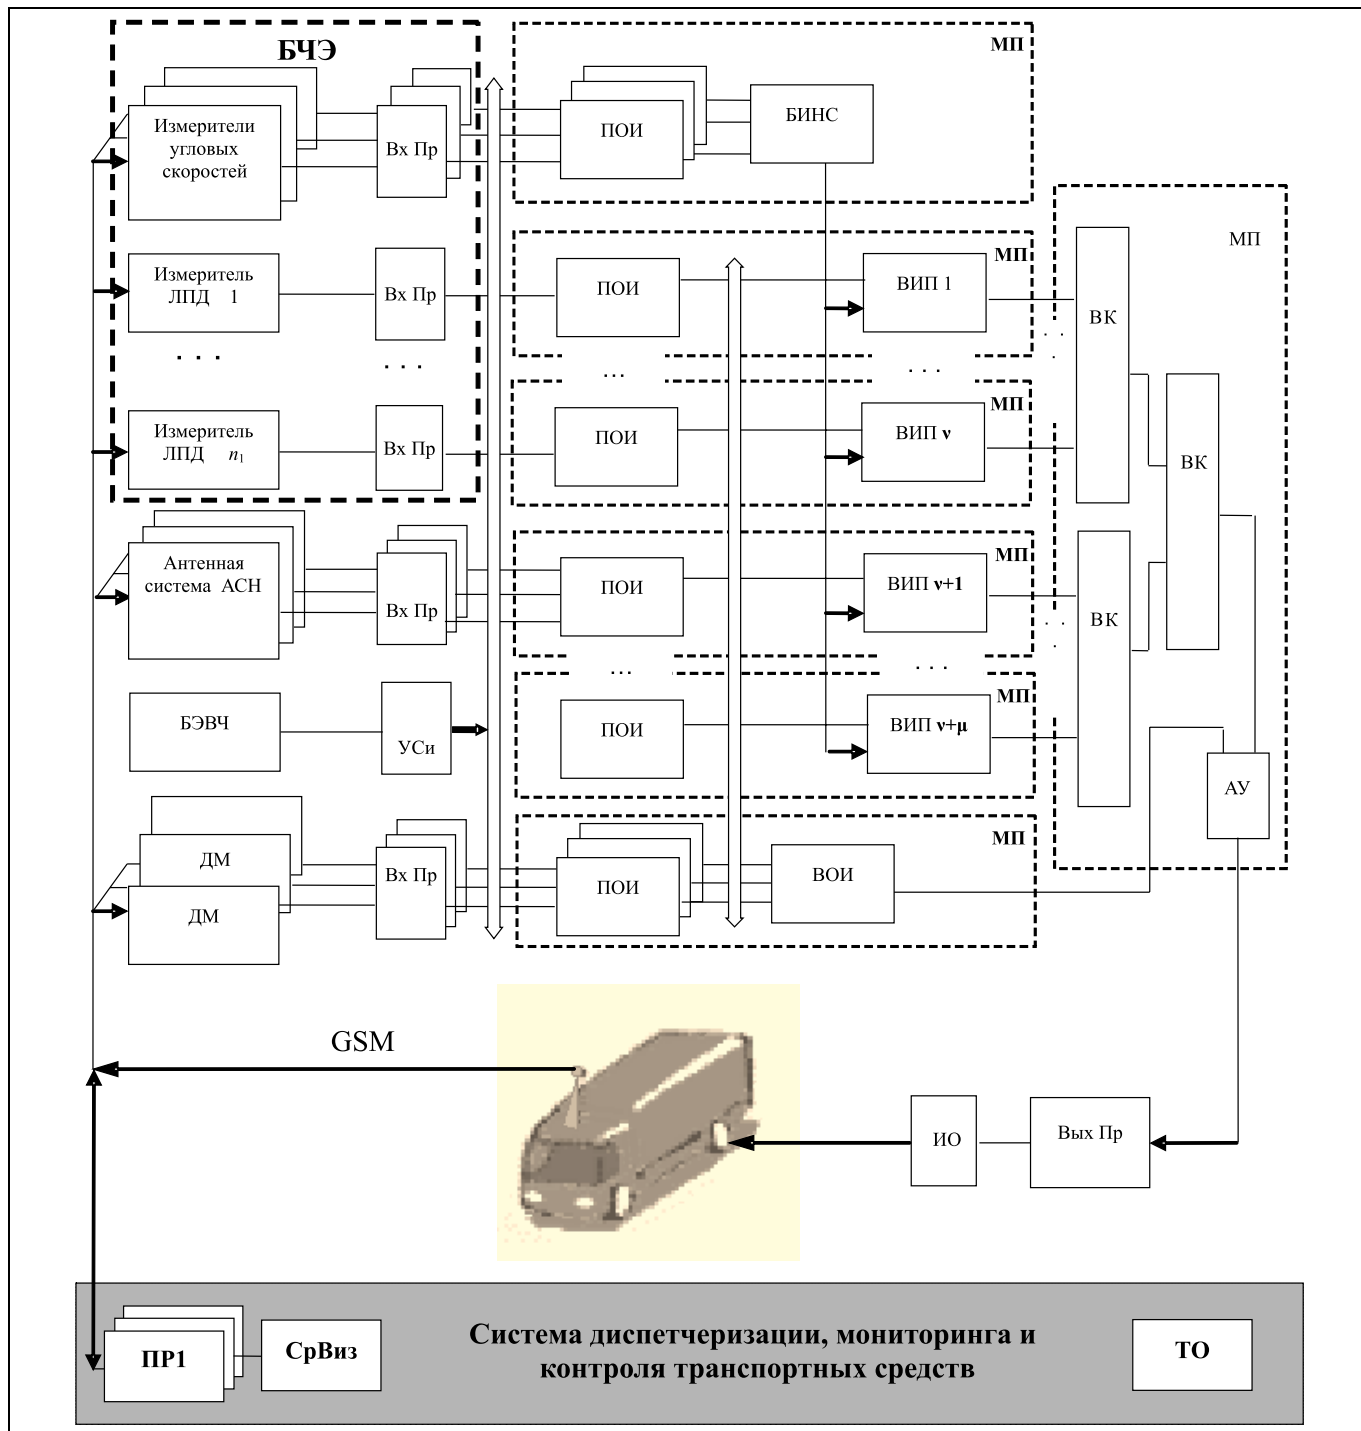 БЧЭ
МП
Измерители
угловых
скоростей
Вх Пр
ПОИ
БИНС
МП
МП
Измеритель
ЛПД 1
Вх Пр
ПОИ
ВИП 1
ВК
. . .
. . .
...
. . .
. . .
МП
Измеритель
ЛПД n1
Вх Пр
ПОИ
ВИП ν
ВК
МП
Антенная
система АСН
Вх Пр
ПОИ
ВИП ν+1
ВК
. . .
...
. . .
МП
БЭВЧ
УСи
ПОИ
ВИП ν+μ
АУ
МП
ДМ
ДМ
Вх Пр
ПОИ
ВОИ
GSM
ИО
Вых Пр
ПР1
СрВиз
Система диспетчеризации, мониторинга и
контроля транспортных средств
ТО